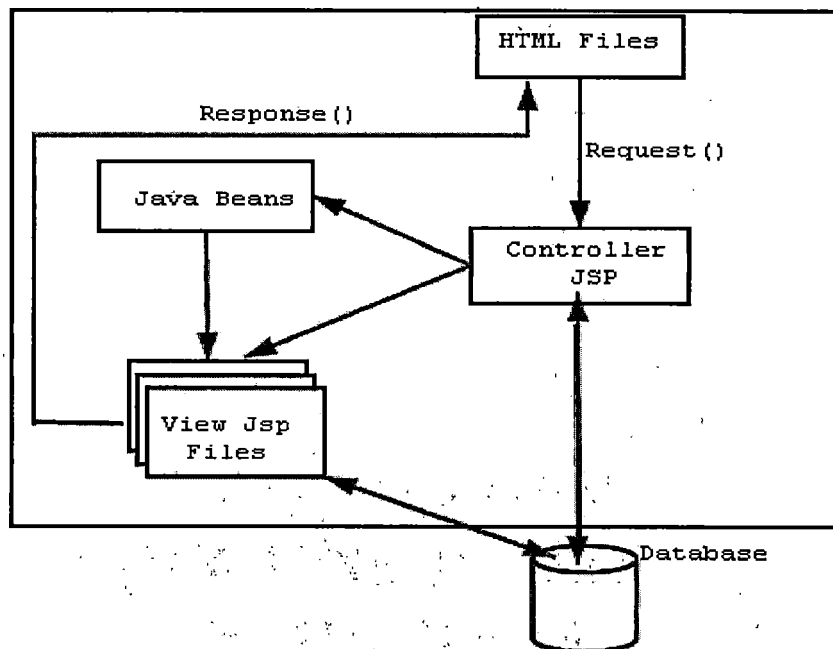 HTML Files
Response()
Request()
Java Beans
Controller
JSP
View Jsp
Files
Database